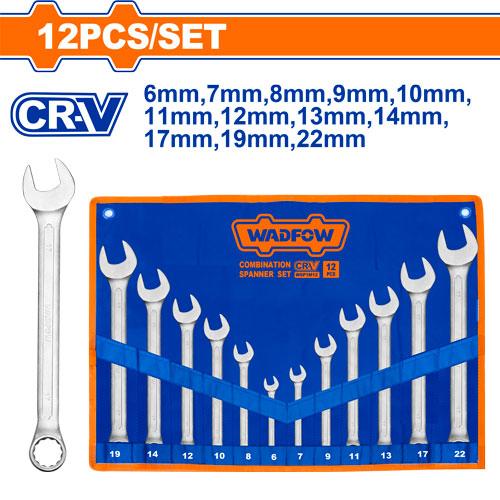 12PCS/SET
CR-V
6mm,7mm,8mm,9mm,10mm,
11mm,12mm,13mm,14mm,
17mm,19mm,22mm
WADFOW
COMBINATION
SPANNER SET
CR-V
12
PCS
19 14 12 10 8 6 7 9 11 13 17 22